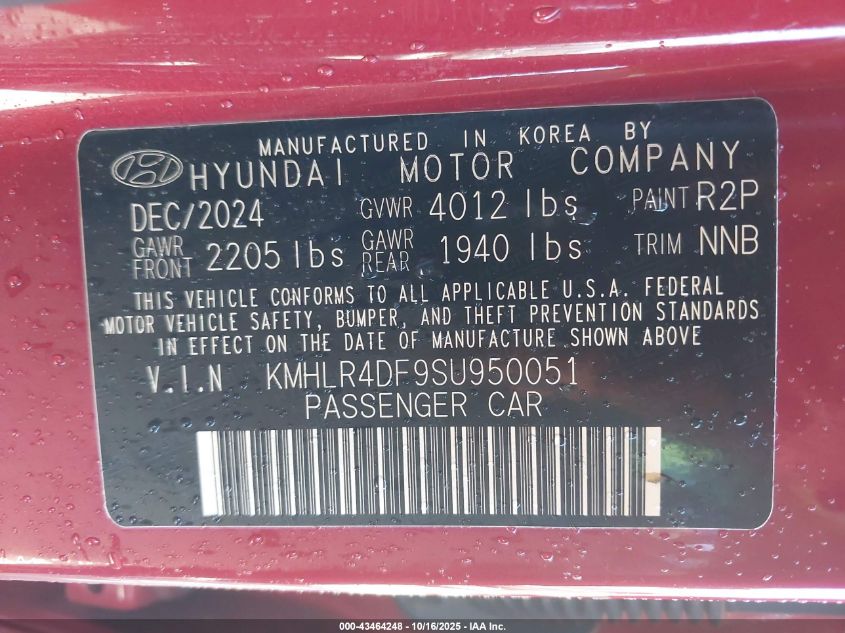 MANUFACTURED IN KOREA BY
HYUNDAI MOTOR COMPANY
DEC/2024 GVWR 4012 lbs PAINT R2P
GAWR FRONT 2205 lbs GAWR REAR 1940 lbs TRIM NNB
THIS VEHICLE CONFORMS TO ALL APPLICABLE U.S.A. FEDERAL
MOTOR VEHICLE SAFETY, BUMPER, AND THEFT PREVENTION STANDARDS
IN EFFECT ON THE DATE OF MANUFACTURE SHOWN ABOVE
V.I.N KMHLR4DF9SU950051
PASSENGER CAR
000-43464248 - 10/16/2025 - IAA Inc.